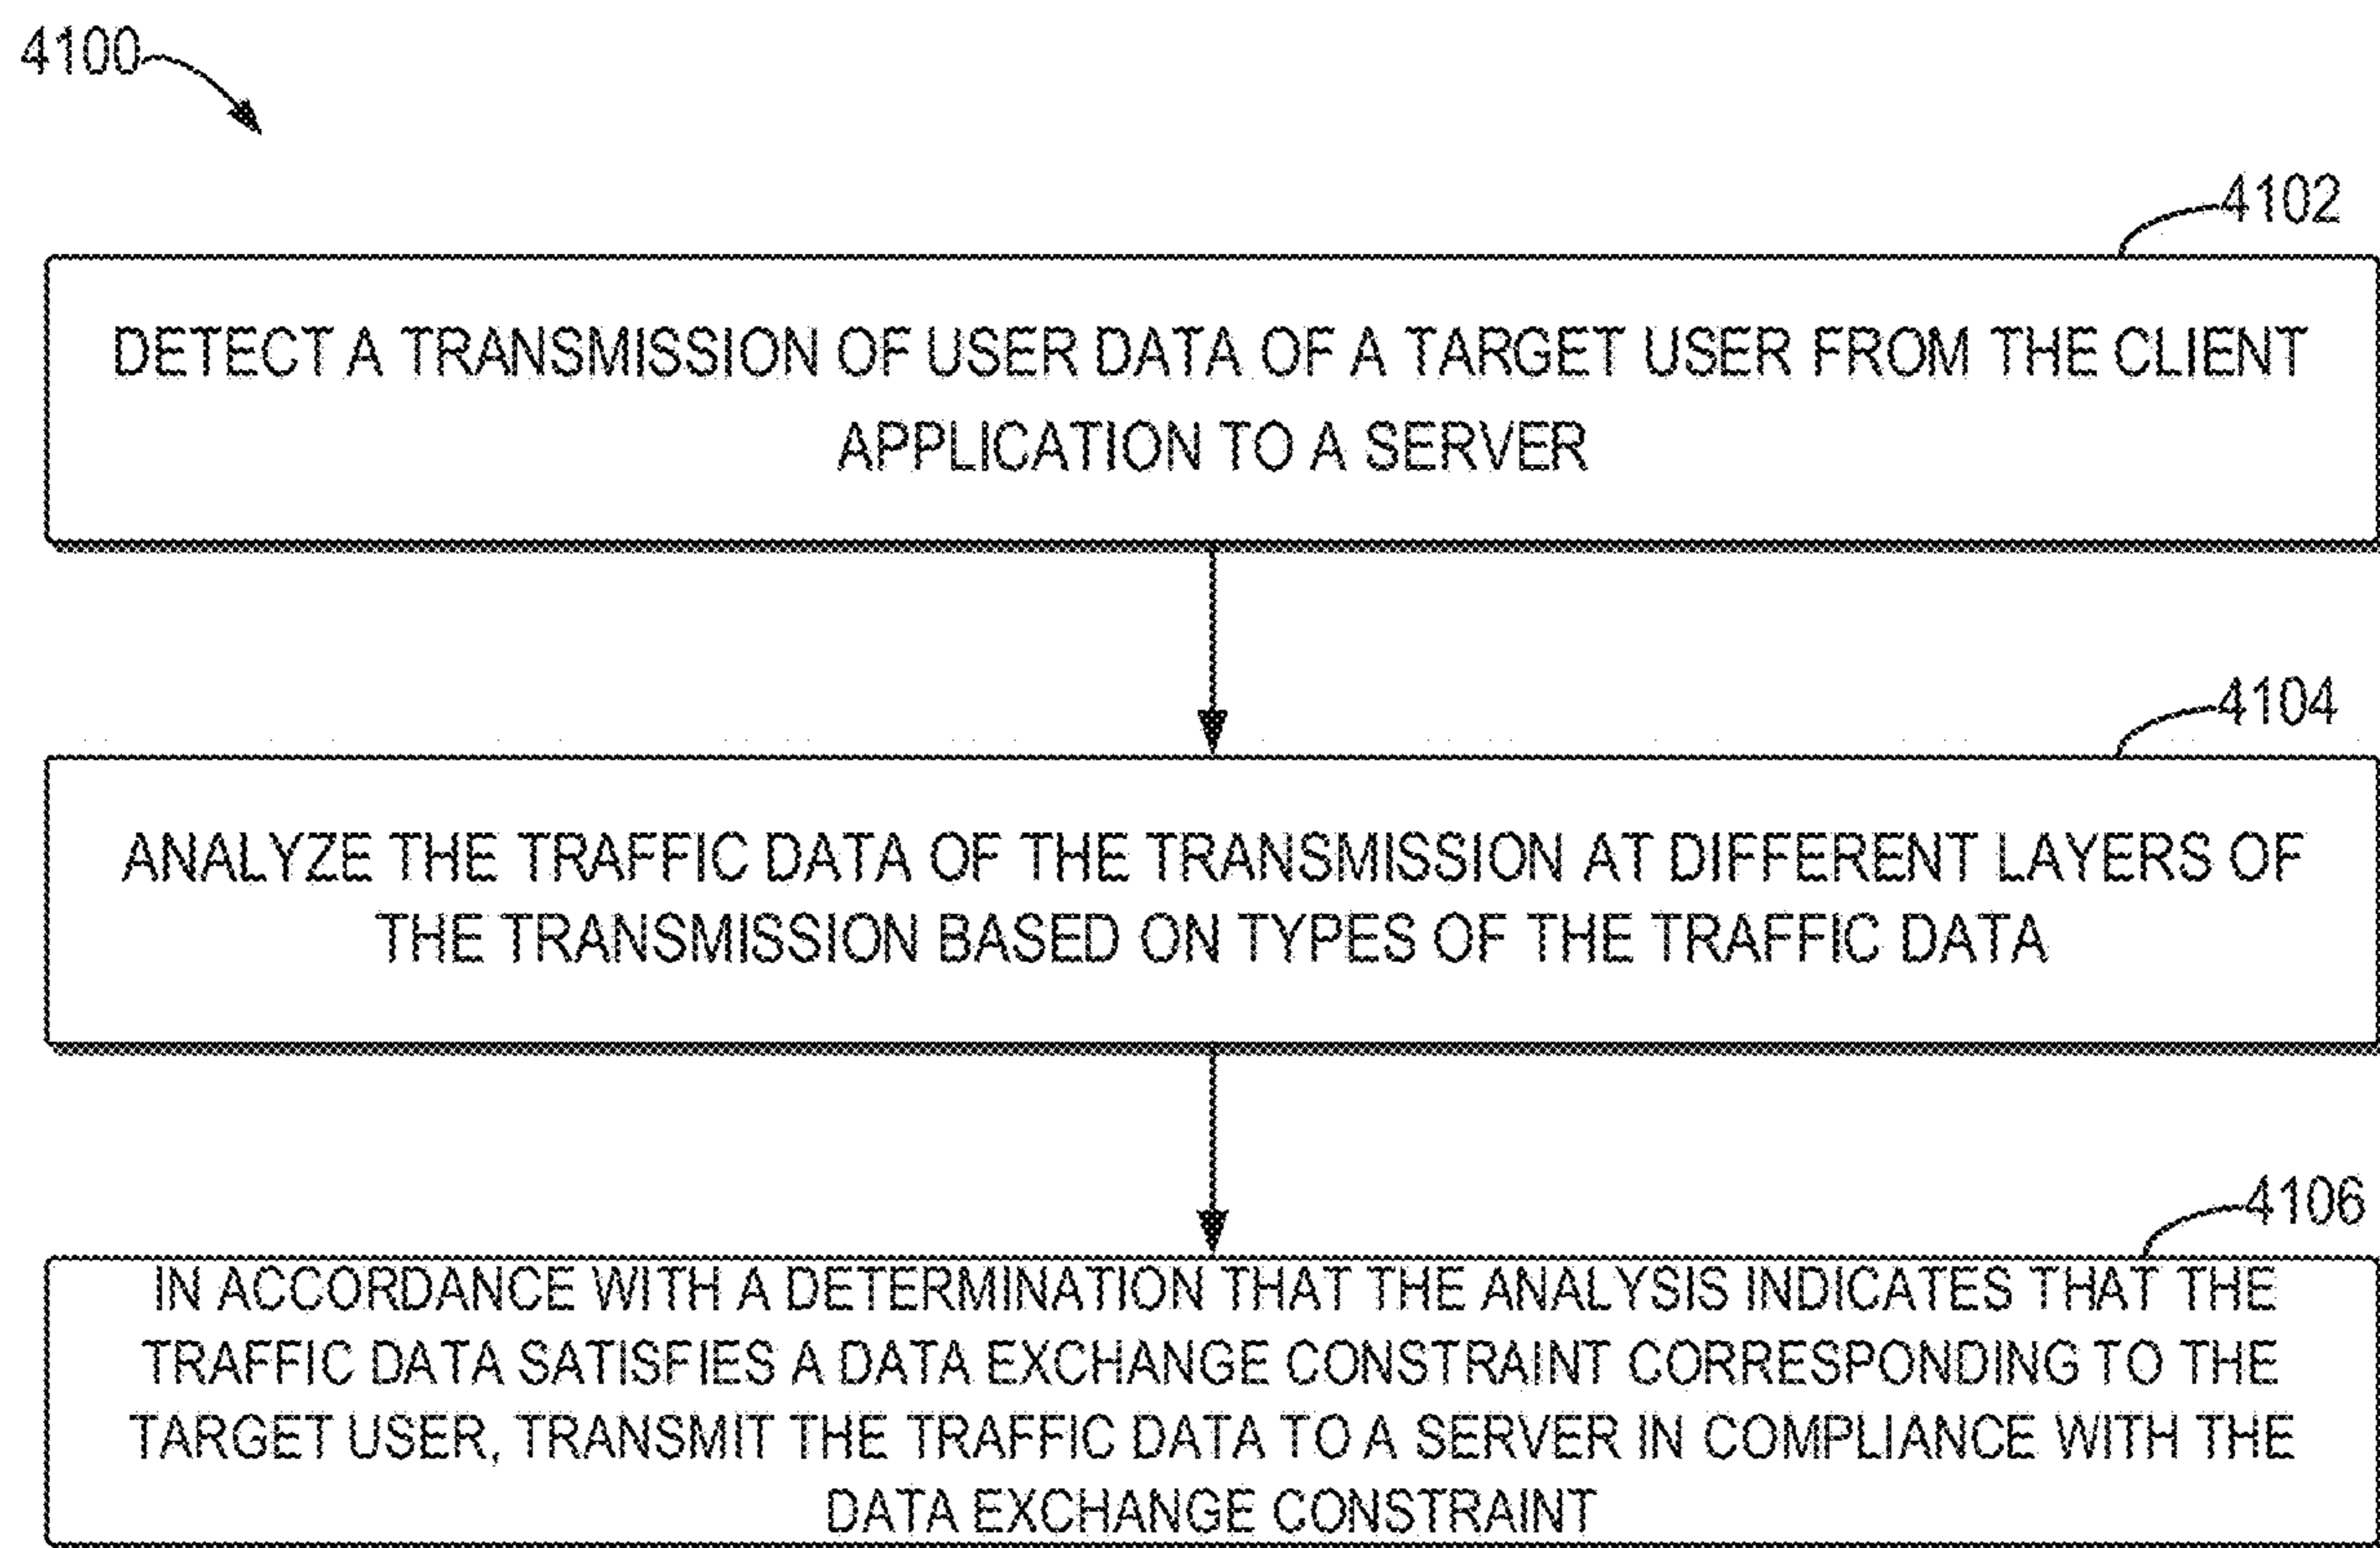 4100
4102
DETECT A TRANSMISSION OF USER DATA OF A TARGET USER FROM THE CLIENT
APPLICATION TO A SERVER
4104
ANALYZE THE TRAFFIC DATA OF THE TRANSMISSION AT DIFFERENT LAYERS OF
THE TRANSMISSION BASED ON TYPES OF THE TRAFFIC DATA
4106
IN ACCORDANCE WITH A DETERMINATION THAT THE ANALYSIS INDICATES THAT THE
TRAFFIC DATA SATISFIES A DATA EXCHANGE CONSTRAINT CORRESPONDING TO THE
TARGET USER, TRANSMIT THE TRAFFIC DATA TO A SERVER IN COMPLIANCE WITH THE
DATA EXCHANGE CONSTRAINT